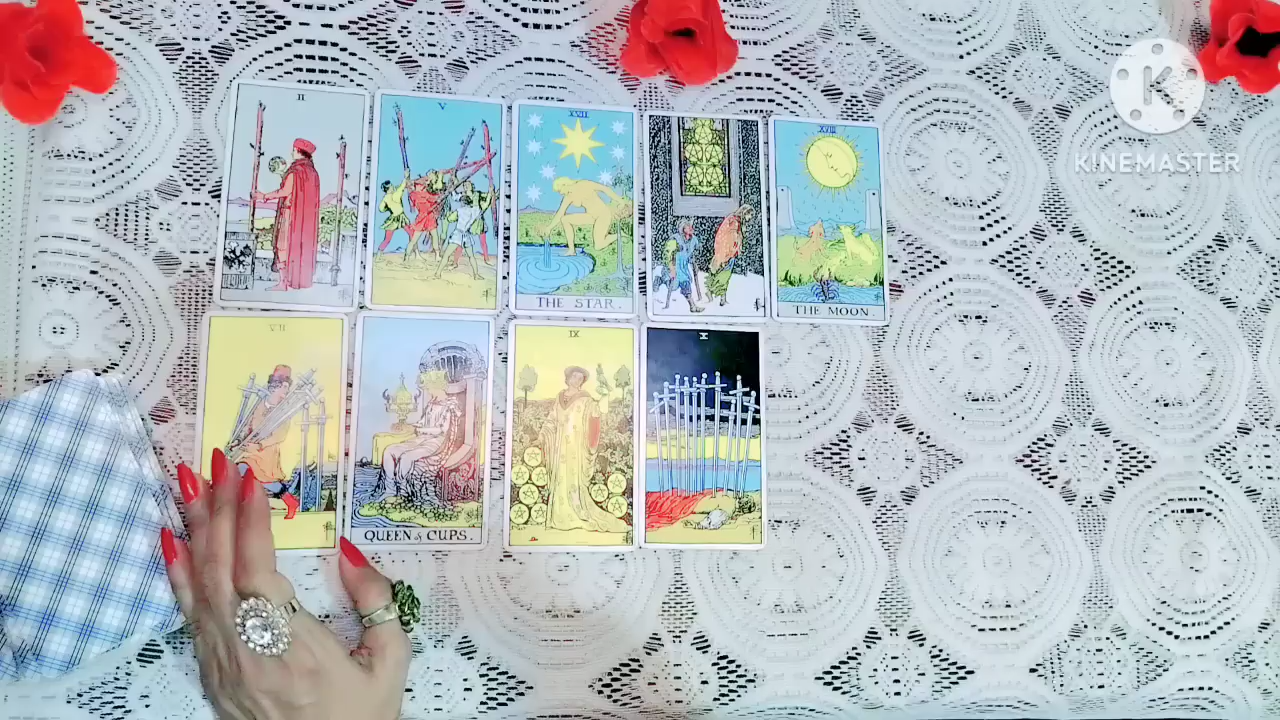 II
V
XVII
XVIII
THE STAR.
THE MOON
VII
IX
X
QUEEN of CUPS.
K
KINEMASTER